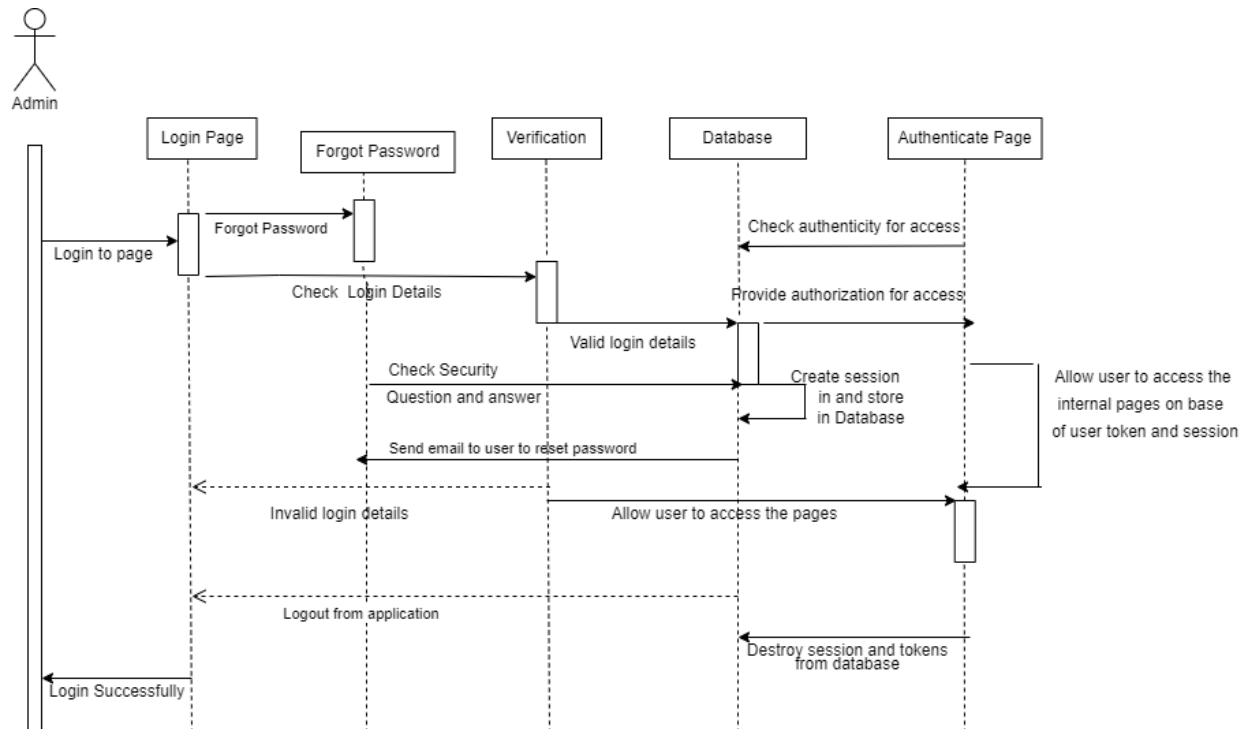 Admin
Login Page
Forgot Password
Verification
Database
Authenticate Page
Forgot Password
Check authenticity for access
Login to page
Check Login Details
Provide authorization for access
Valid login details
Check Security
Question and answer
Create session
in and store
in Database
Allow user to access the
internal pages on base
of user token and session
Send email to user to reset password
Invalid login details
Allow user to access the pages
Logout from application
Destroy session and tokens
from database
Login Successfully